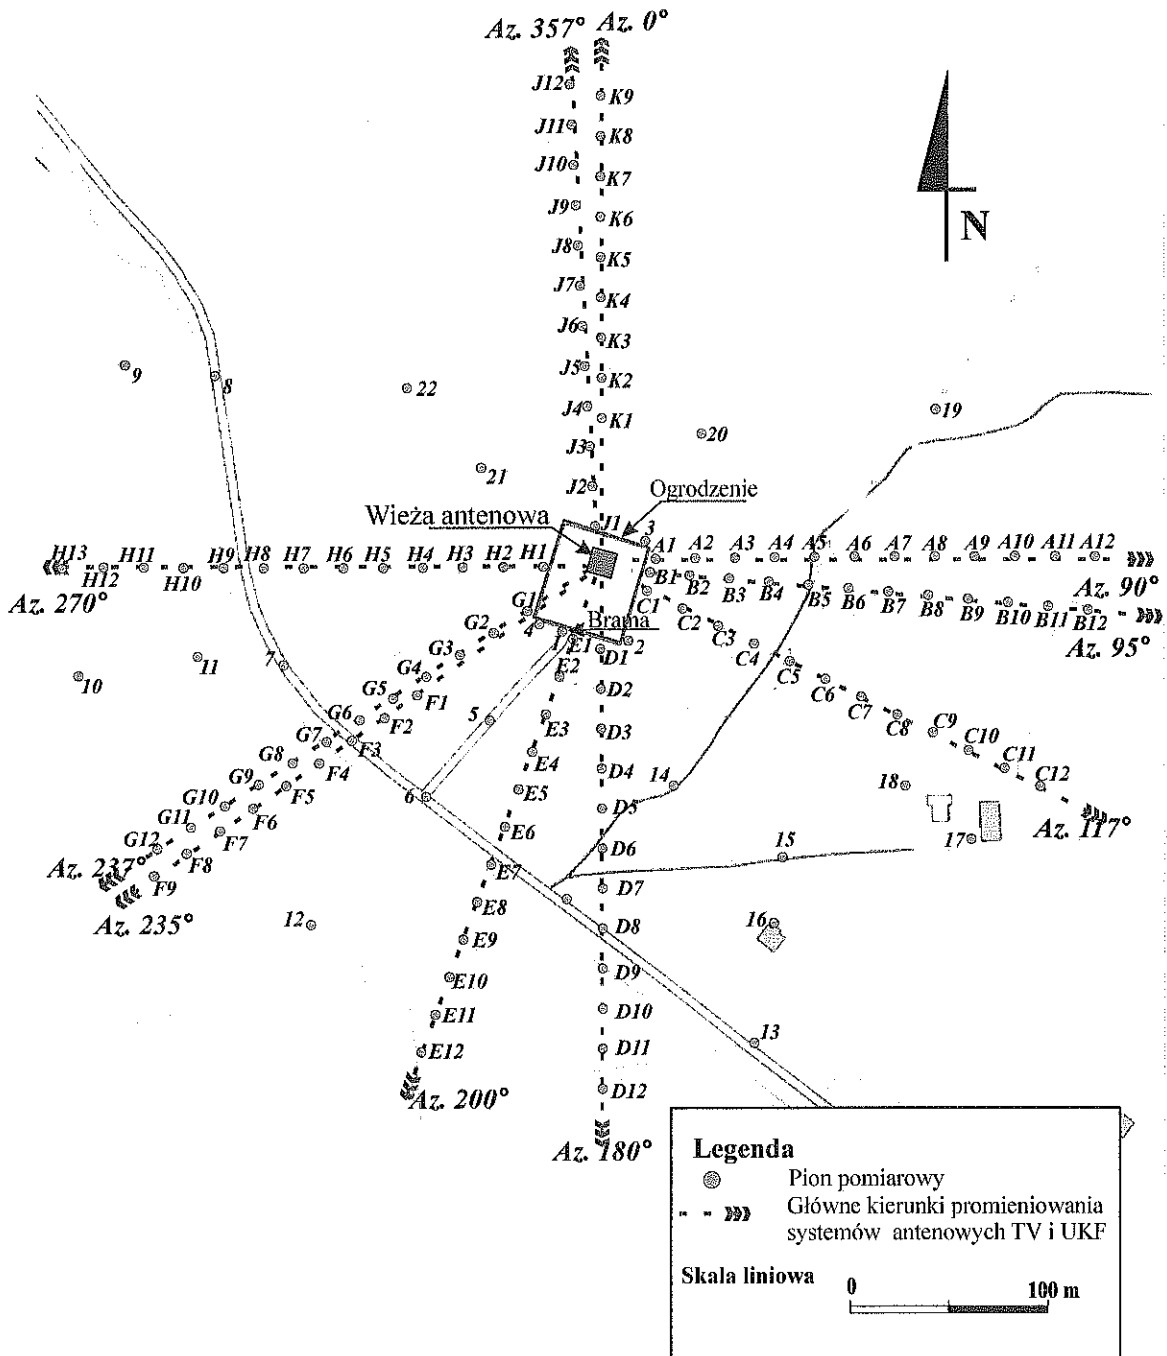 Az. 357° Az. 0°
J12
K9
J11
K8
J10
K7
J9
K6
J8
K5
J7
K4
J6
K3
J5
K2
J4
K1
J3
J2
J1
N
9
8
22
19
20
21
Ogrodzenie
Wieża antenowa
3
H13 H12 H11 H10 H9 H8 H7 H6 H5 H4 H3 H2 H1
A1 A2 A3 A4 A5 A6 A7 A8 A9 A10 A11 A12
Az. 270°
Az. 90°
B1 B2 B3 B4 B5 B6 B7 B8 B9 B10 B11 B12
Az. 95°
C1 C2 C3 C4 C5 C6 C7 C8 C9 C10 C11 C12
Az. 117°
Brama
4 1 2
G1
G2
G3
G4
G5
G6
G7
G8
G9
G10
G11
G12
Az. 237°
F1
F2
F3
F4
F5
F6
F7
F8
F9
Az. 235°
E1
E2
E3
E4
E5
E6
E7
E8
E9
E10
E11
E12
Az. 200°
D1
D2
D3
D4
D5
D6
D7
D8
D9
D10
D11
D12
Az. 180°
11
10
7
5
6
12
14
18
17
15
16
13
Legenda
Pion pomiarowy
Główne kierunki promieniowania
systemów antenowych TV i UKF
Skala liniowa
0 100 m